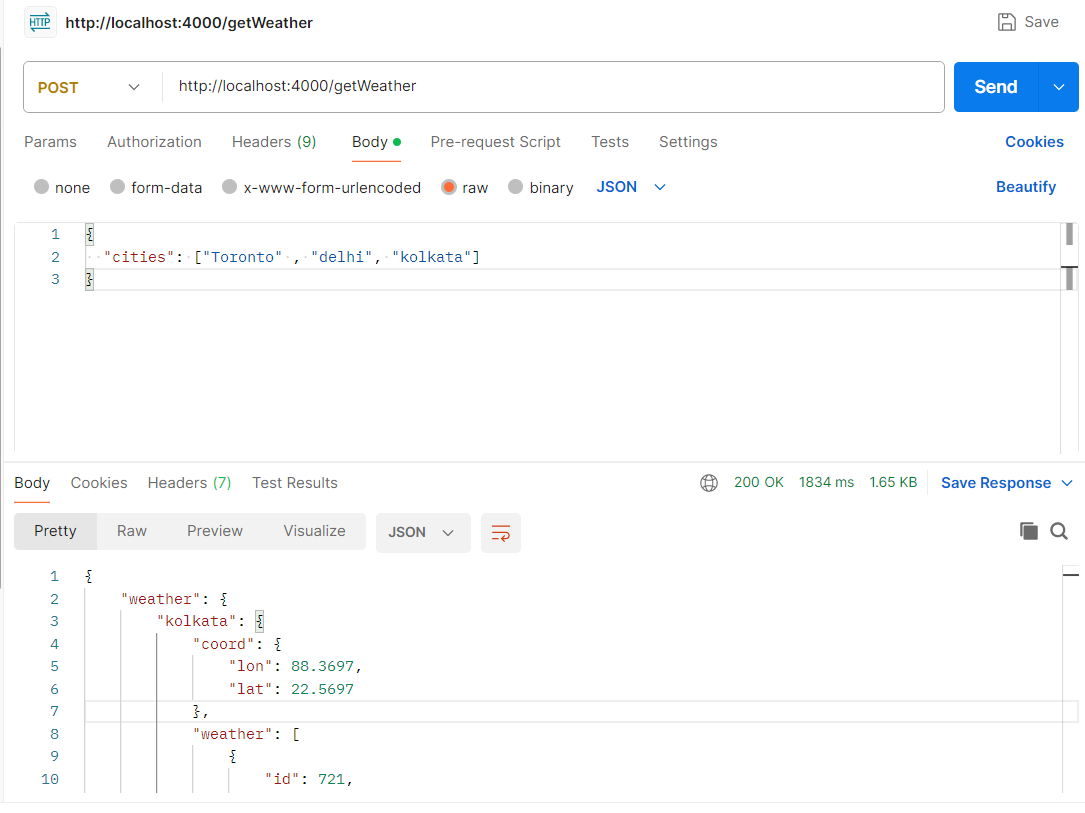 HTTP http://localhost:4000/getWeather Save
POST http://localhost:4000/getWeather Send
Params Authorization Headers (9) Body Pre-request Script Tests Settings Cookies
none form-data x-www-form-urlencoded raw binary JSON Beautify
1 {
2 "cities": ["Toronto" , "delhi", "kolkata"]
3 }
Body Cookies Headers (7) Test Results 200 OK 1834 ms 1.65 KB Save Response
Pretty Raw Preview Visualize JSON
1 {
2 "weather": {
3 "kolkata": {
4 "coord": {
5 "lon": 88.3697,
6 "lat": 22.5697
7 },
8 "weather": [
9 {
10 "id": 721,